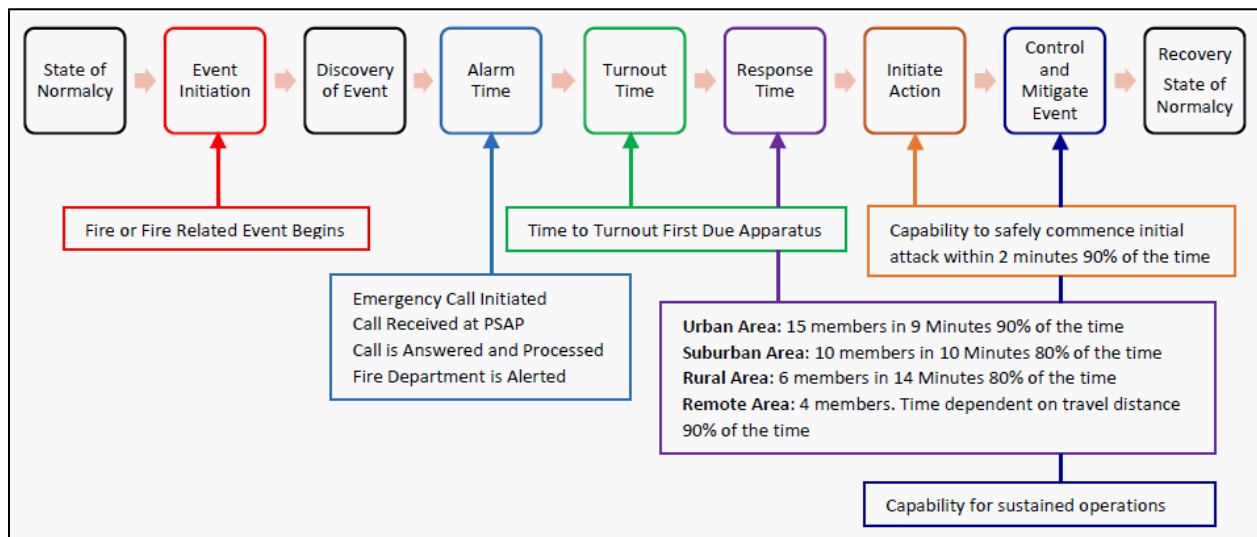 State of
Normalcy
Event
Initiation
Discovery
of Event
Alarm
Time
Turnout
Time
Response
Time
Initiate
Action
Control
and
Mitigate
Event
Recovery
State of
Normalcy
Fire or Fire Related Event Begins
Time to Turnout First Due Apparatus
Capability to safely commence initial
attack within 2 minutes 90% of the time
Emergency Call Initiated
Call Received at PSAP
Call is Answered and Processed
Fire Department is Alerted
Urban Area: 15 members in 9 Minutes 90% of the time
Suburban Area: 10 members in 10 Minutes 80% of the time
Rural Area: 6 members in 14 Minutes 80% of the time
Remote Area: 4 members. Time dependent on travel distance
90% of the time
Capability for sustained operations